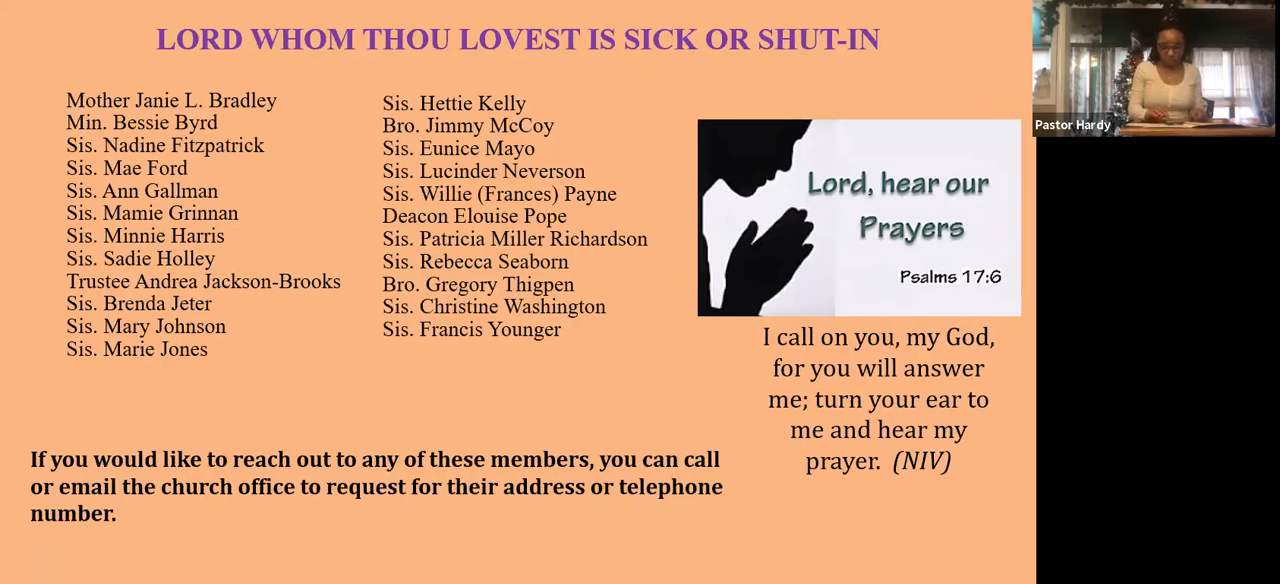 LORD WHOM THOU LOVEST IS SICK OR SHUT-IN
Mother Janie L. Bradley
Min. Bessie Byrd
Sis. Nadine Fitzpatrick
Sis. Mae Ford
Sis. Ann Gallman
Sis. Mamie Grinnan
Sis. Minnie Harris
Sis. Sadie Holley
Trustee Andrea Jackson-Brooks
Sis. Brenda Jeter
Sis. Mary Johnson
Sis. Marie Jones
Sis. Hettie Kelly
Bro. Jimmy McCoy
Sis. Eunice Mayo
Sis. Lucinder Neverson
Sis. Willie (Frances) Payne
Deacon Elouise Pope
Sis. Patricia Miller Richardson
Sis. Rebecca Seaborn
Bro. Gregory Thigpen
Sis. Christine Washington
Sis. Francis Younger
Lord, hear our
Prayers
Psalms 17:6
I call on you, my God,
for you will answer
me; turn your ear to
me and hear my
prayer. (NIV)
If you would like to reach out to any of these members, you can call
or email the church office to request for their address or telephone
number.
Pastor Hardy